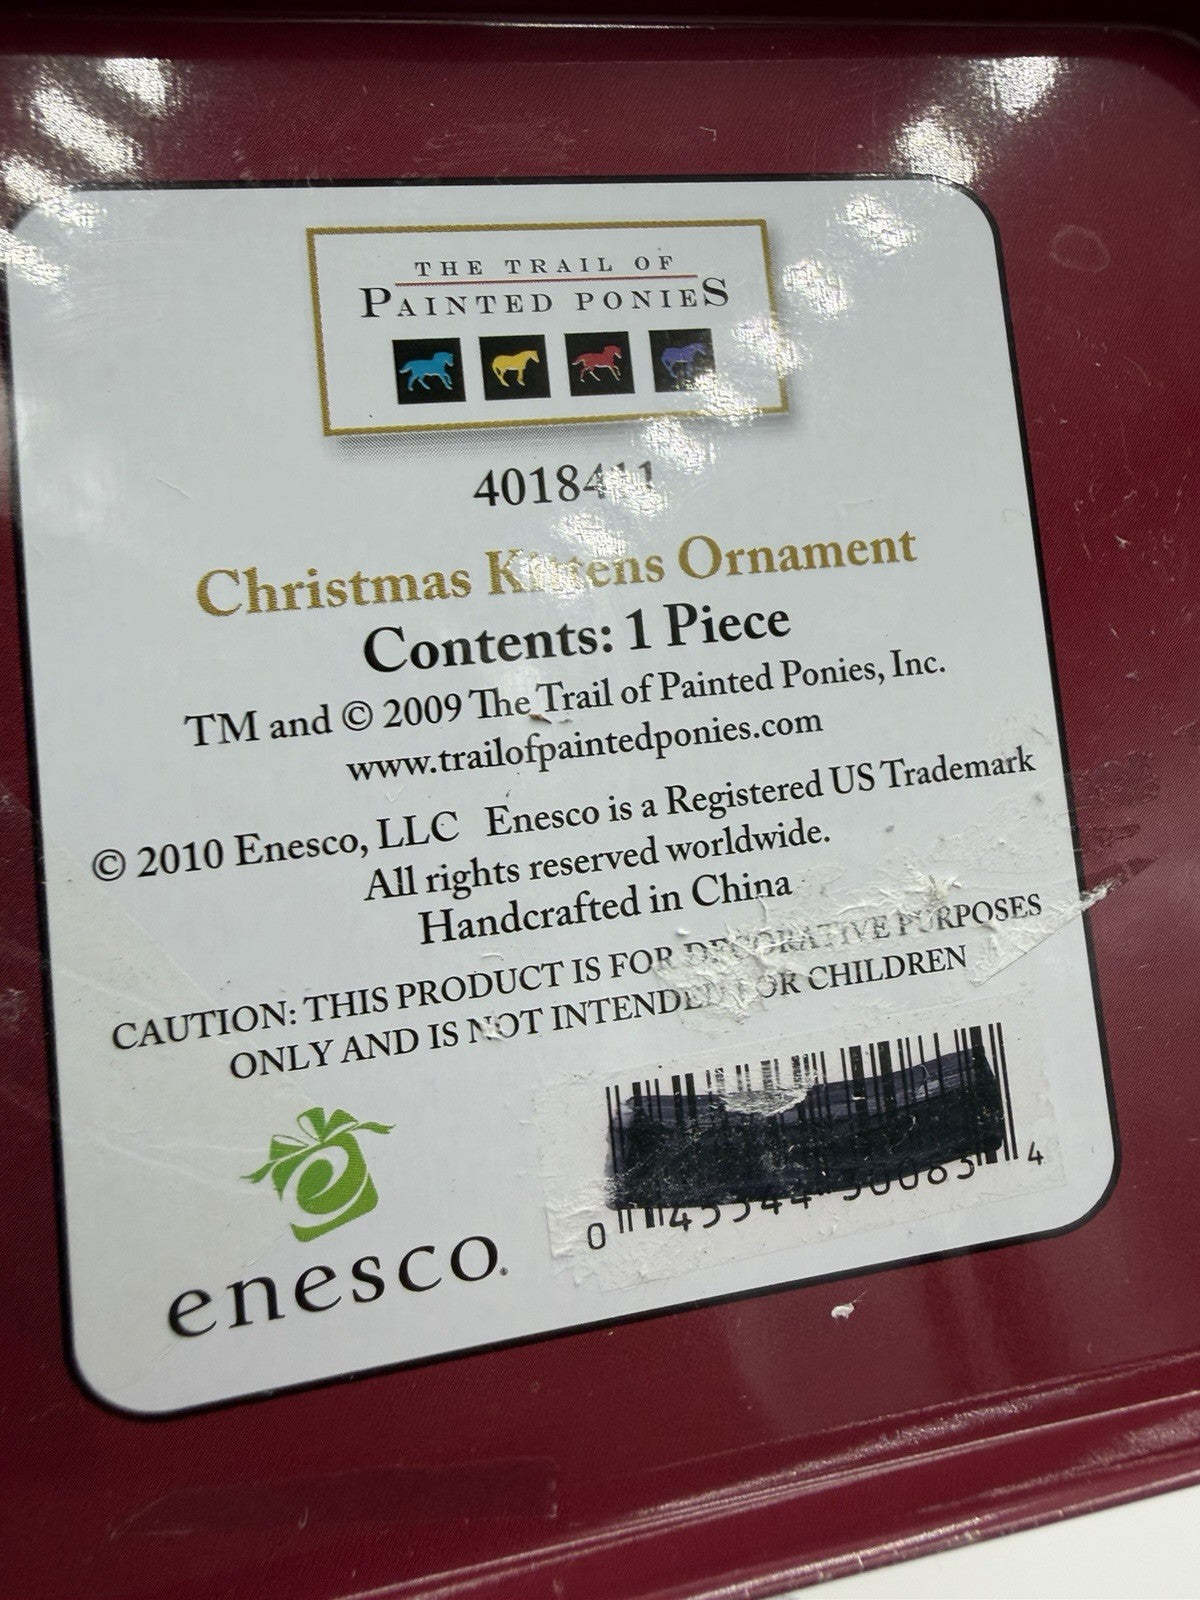 THE TRAIL OF
PAINTED PONIES
Christmas Kittens Ornament
Contents: 1 Piece
TM and © 2009 The Trail of Painted Ponies, Inc.
www.trailofpaintedponies.com
© 2010 Enesco, LLC Enesco is a Registered US Trademark
All rights reserved worldwide.
Handcrafted in China
CAUTION: THIS PRODUCT IS FOR DECORATIVE PURPOSES
ONLY AND IS NOT INTENDED FOR CHILDREN
enesco.
0 4